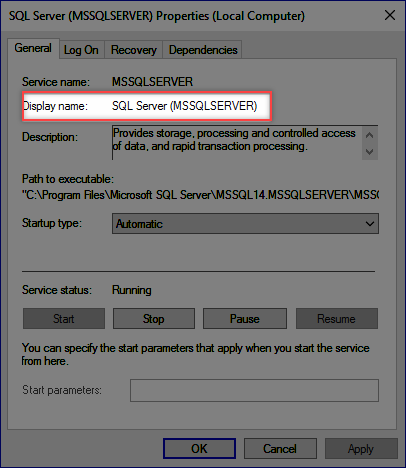 SQL Server (MSSQLSERVER) Properties (Local Computer)
General Log On Recovery Dependencies
Service name: MSSQLSERVER
Display name: SQL Server (MSSQLSERVER)
Description: Provides storage, processing and controlled access
of data, and rapid transaction processing.
Path to executable:
"C:\Program Files\Microsoft SQL Server\MSSQL14.MSSQLSERVER\MSSQ
Startup type: Automatic
Service status: Running
Start Stop Pause Resume
You can specify the start parameters that apply when you start the service
from here.
Start parameters:
OK Cancel Apply